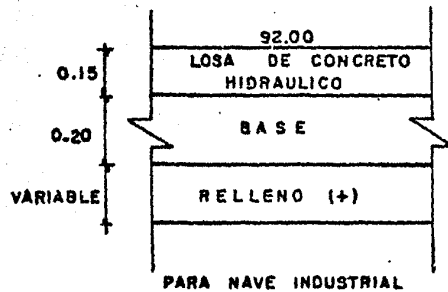 92.00
0.15
LOSA DE CONCRETO
HIDRAULICO
0.20
BASE
VARIABLE
RELLENO (+)
PARA NAVE INDUSTRIAL